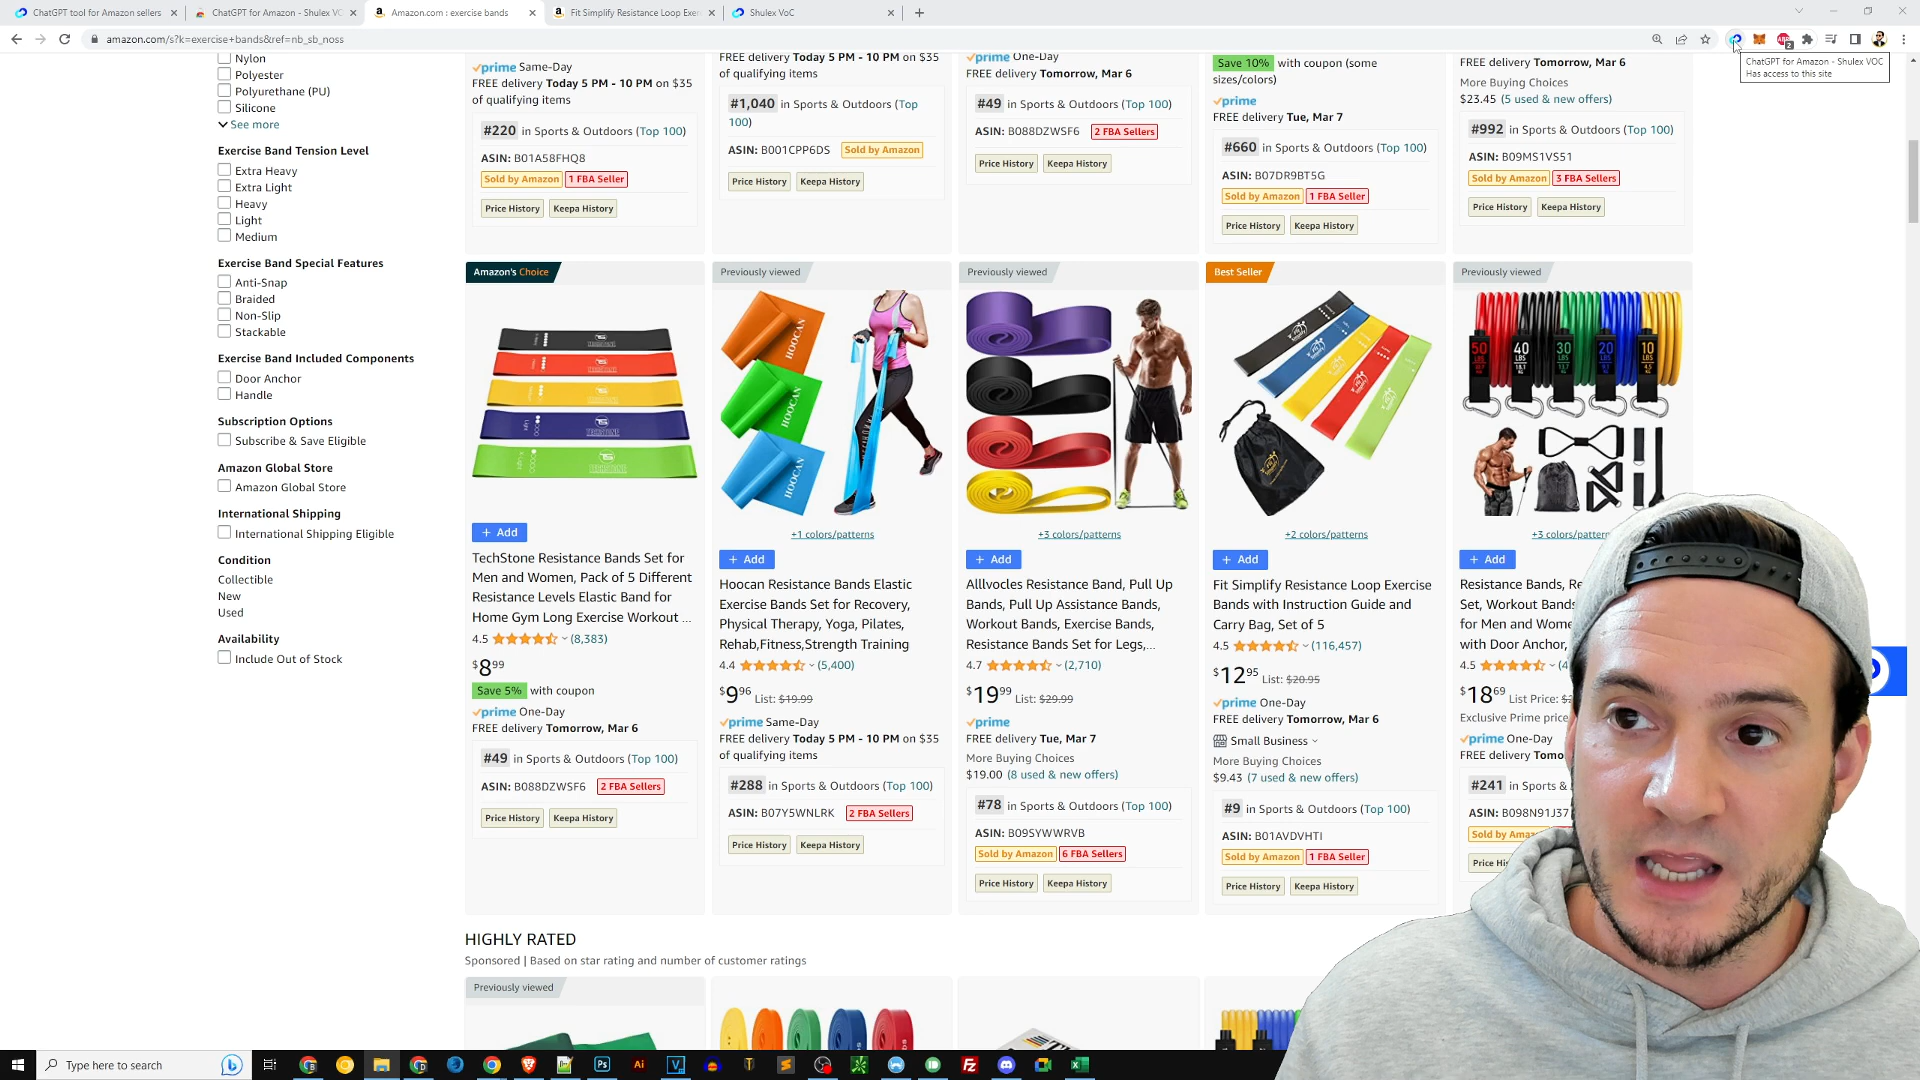 ChatGPT tool for Amazon sellers
ChatGPT for Amazon - Shulex VO
Amazon.com : exercise bands
Fit Simplify Resistance Loop Exer
Shulex VoC
amazon.com/s?k=exercise+bands&ref=nb_sb_noss
ChatGPT for Amazon - Shulex VOC
Has access to this site
Nylon
Polyester
Polyurethane (PU)
Silicone
See more
Exercise Band Tension Level
Extra Heavy
Extra Light
Heavy
Light
Medium
Exercise Band Special Features
Anti-Snap
Braided
Non-Slip
Stackable
Exercise Band Included Components
Door Anchor
Handle
Subscription Options
Subscribe & Save Eligible
Amazon Global Store
Amazon Global Store
International Shipping
International Shipping Eligible
Condition
Collectible
New
Used
Availability
Include Out of Stock
prime Same-Day
FREE delivery Today 5 PM - 10 PM on $35
of qualifying items
#220 in Sports & Outdoors (Top 100)
ASIN: B01A58FHQ8
Sold by Amazon 1 FBA Seller
Price History Keepa History
FREE delivery Today 5 PM - 10 PM on $35
of qualifying items
#1,040 in Sports & Outdoors (Top
100)
ASIN: B001CPP6DS Sold by Amazon
Price History Keepa History
prime One-Day
FREE delivery Tomorrow, Mar 6
#49 in Sports & Outdoors (Top 100)
ASIN: B088DZWSF6 2 FBA Sellers
Price History Keepa History
Save 10% with coupon (some
sizes/colors)
prime
FREE delivery Tue, Mar 7
#660 in Sports & Outdoors (Top 100)
ASIN: B07DR9BT5G
Sold by Amazon 1 FBA Seller
Price History Keepa History
FREE delivery Tomorrow, Mar 6
More Buying Choices
$23.45 (5 used & new offers)
#992 in Sports & Outdoors (Top 100)
ASIN: B09MS1VS51
Sold by Amazon 3 FBA Sellers
Price History Keepa History
Amazon's Choice
+ Add
TechStone Resistance Bands Set for
Men and Women, Pack of 5 Different
Resistance Levels Elastic Band for
Home Gym Long Exercise Workout ...
4.5 (8,383)
$8 99
Save 5% with coupon
prime One-Day
FREE delivery Tomorrow, Mar 6
#49 in Sports & Outdoors (Top 100)
ASIN: B088DZWSF6 2 FBA Sellers
Price History Keepa History
Previously viewed
HOOCAN
HOOCAN
HOOCAN
+1 colors/patterns
+ Add
Hoocan Resistance Bands Elastic
Exercise Bands Set for Recovery,
Physical Therapy, Yoga, Pilates,
Rehab,Fitness,Strength Training
4.4 (5,400)
$9 96 List: $19.99
prime Same-Day
FREE delivery Today 5 PM - 10 PM on $35
of qualifying items
#288 in Sports & Outdoors (Top 100)
ASIN: B07Y5WNLRK 2 FBA Sellers
Price History Keepa History
Previously viewed
+3 colors/patterns
+ Add
Alllvocles Resistance Band, Pull Up
Bands, Pull Up Assistance Bands,
Workout Bands, Exercise Bands,
Resistance Bands Set for Legs,...
4.7 (2,710)
$19 99 List: $29.99
prime
FREE delivery Tue, Mar 7
More Buying Choices
$19.00 (8 used & new offers)
#78 in Sports & Outdoors (Top 100)
ASIN: B09SYWWRVB
Sold by Amazon 6 FBA Sellers
Price History Keepa History
Best Seller
+2 colors/patterns
+ Add
Fit Simplify Resistance Loop Exercise
Bands with Instruction Guide and
Carry Bag, Set of 5
4.5 (116,457)
$12 95 List: $20.95
prime One-Day
FREE delivery Tomorrow, Mar 6
Small Business
More Buying Choices
$9.43 (7 used & new offers)
#9 in Sports & Outdoors (Top 100)
ASIN: B01AVDVHTI
Sold by Amazon 1 FBA Seller
Price History Keepa History
Previously viewed
50 LBS
40 LBS
30 LBS
20 LBS
10 LBS
+3 colors/pattern
+ Add
Resistance Bands, Re
Set, Workout Bands
for Men and Wome
with Door Anchor,
4.5 (4
$18 69 List Price:
Exclusive Prime price
prime One-Day
FREE delivery Tomo
#241 in Sports &
ASIN: B098N91J37
Sold by Amaz
Price His
HIGHLY RATED
Sponsored | Based on star rating and number of customer ratings
Previously viewed
Type here to search